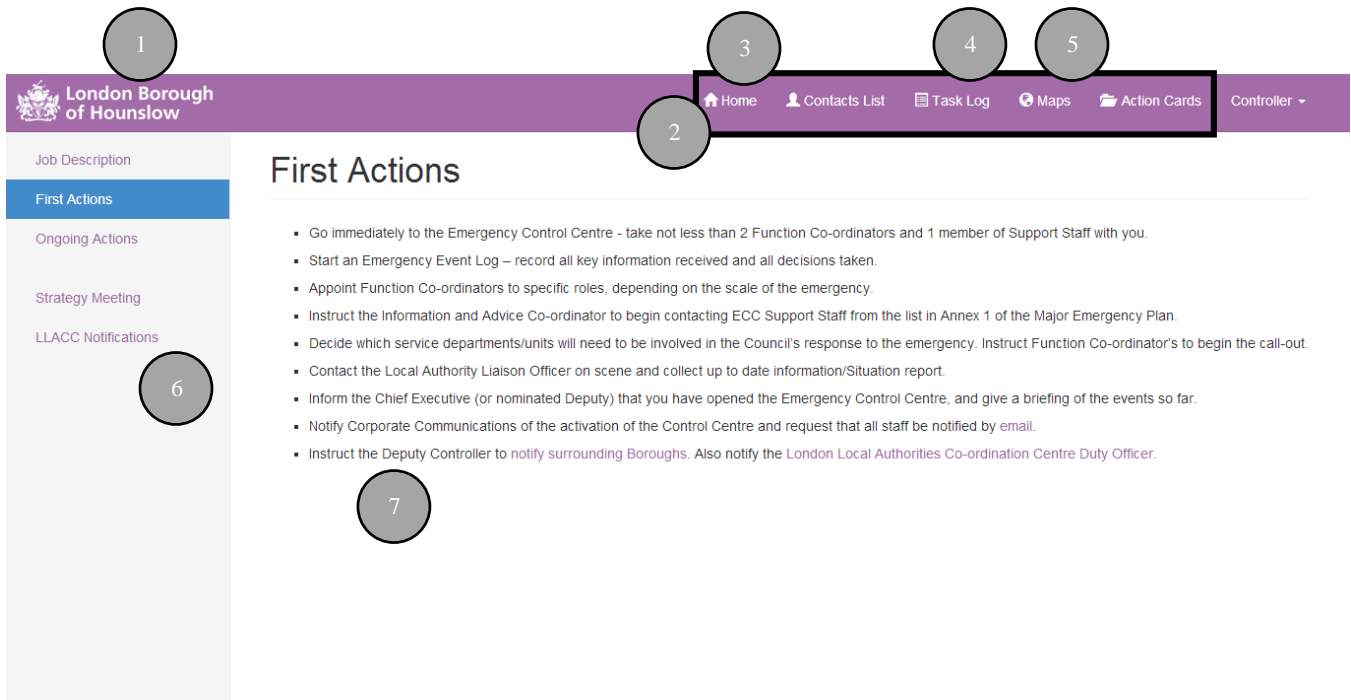 1
3
4
5
London Borough
of Hounslow
Home Contacts List Task Log Maps Action Cards Controller
2
Job Description
First Actions
Ongoing Actions
Strategy Meeting
LLACC Notifications
6
First Actions
Go immediately to the Emergency Control Centre - take not less than 2 Function Co-ordinators and 1 member of Support Staff with you.
Start an Emergency Event Log – record all key information received and all decisions taken.
Appoint Function Co-ordinators to specific roles, depending on the scale of the emergency.
Instruct the Information and Advice Co-ordinator to begin contacting ECC Support Staff from the list in Annex 1 of the Major Emergency Plan.
Decide which service departments/units will need to be involved in the Council's response to the emergency. Instruct Function Co-ordinator's to begin the call-out.
Contact the Local Authority Liaison Officer on scene and collect up to date information/Situation report.
Inform the Chief Executive (or nominated Deputy) that you have opened the Emergency Control Centre, and give a briefing of the events so far.
Notify Corporate Communications of the activation of the Control Centre and request that all staff be notified by email.
Instruct the Deputy Controller to notify surrounding Boroughs. Also notify the London Local Authorities Co-ordination Centre Duty Officer.
7